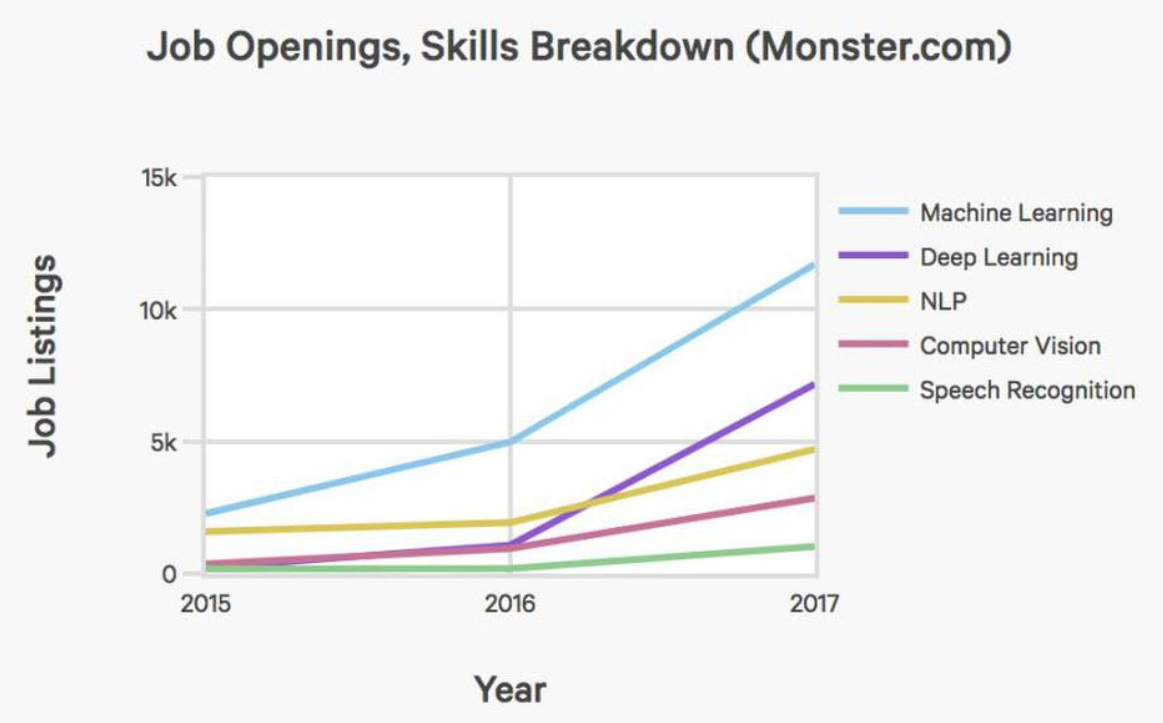 Job Openings, Skills Breakdown (Monster.com)
Job Listings
15k
10k
5k
0
2015
2016
2017
Year
Machine Learning
Deep Learning
NLP
Computer Vision
Speech Recognition